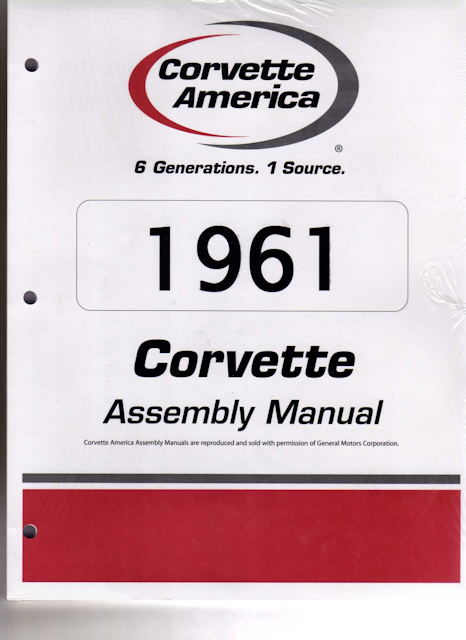 Corvette
America
®
6 Generations. 1 Source.
1961
Corvette
Assembly Manual
Corvette America Assembly Manuals are reproduced and sold with permission of General Motors Corporation.